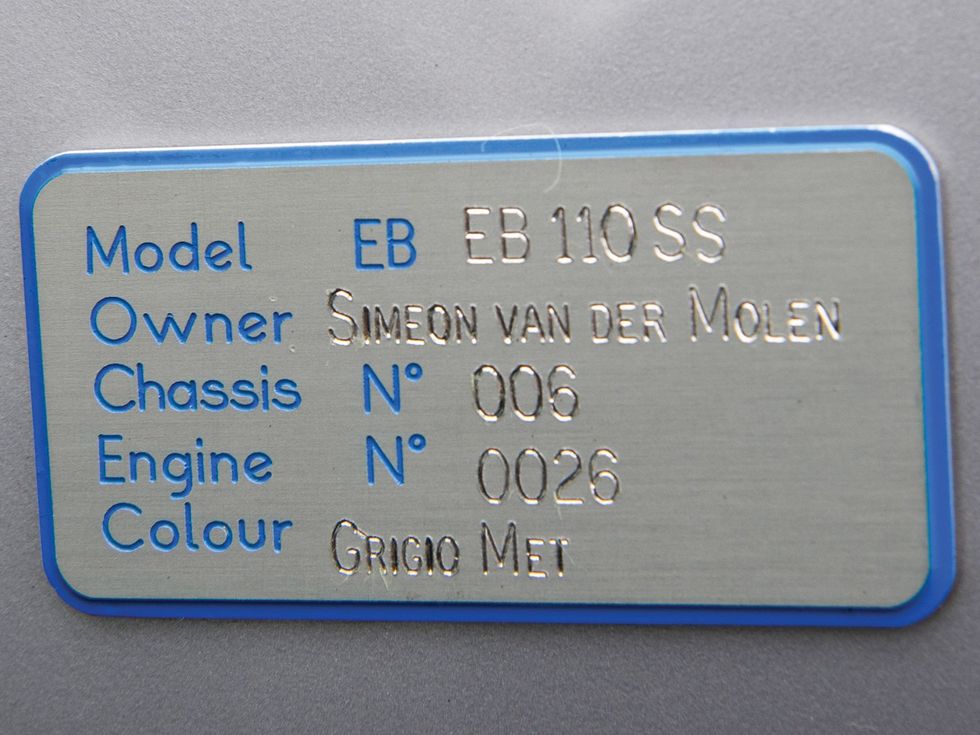 Model EB EB 110 SS
Owner SIMEON VAN DER MOLEN
Chassis N° 006
Engine N° 0026
Colour GRIGIO MET